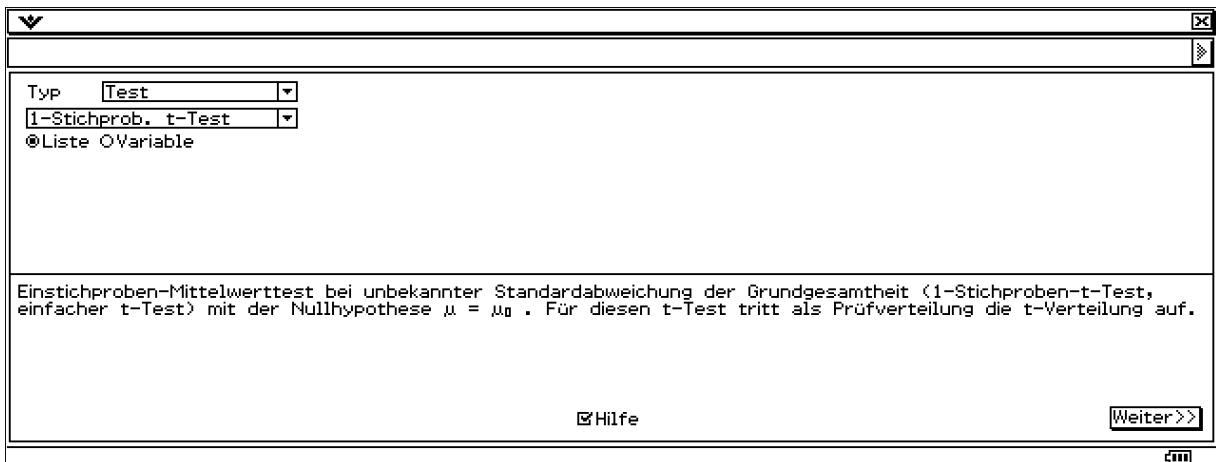 Typ Test
1-Stichprob. t-Test
Liste Variable
Einstichproben-Mittelwerttest bei unbekannter Standardabweichung der Grundgesamtheit (1-Stichproben-t-Test,
einfacher t-Test) mit der Nullhypothese μ = μ₀ . Für diesen t-Test tritt als Prüfverteilung die t-Verteilung auf.
Hilfe
Weiter>>